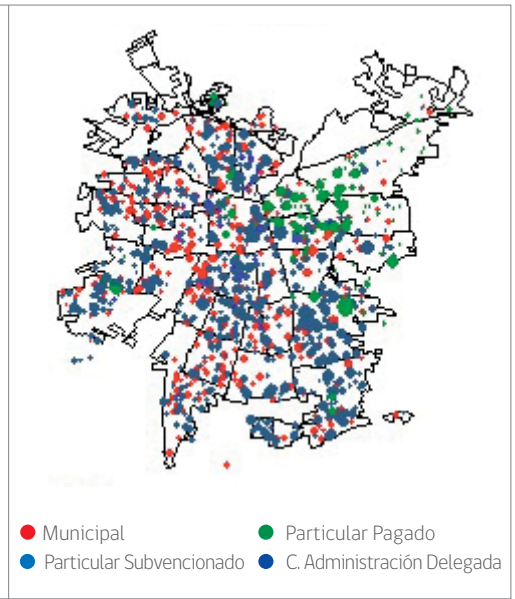 Municipal
Particular Pagado
Particular Subvencionado
C. Administración Delegada